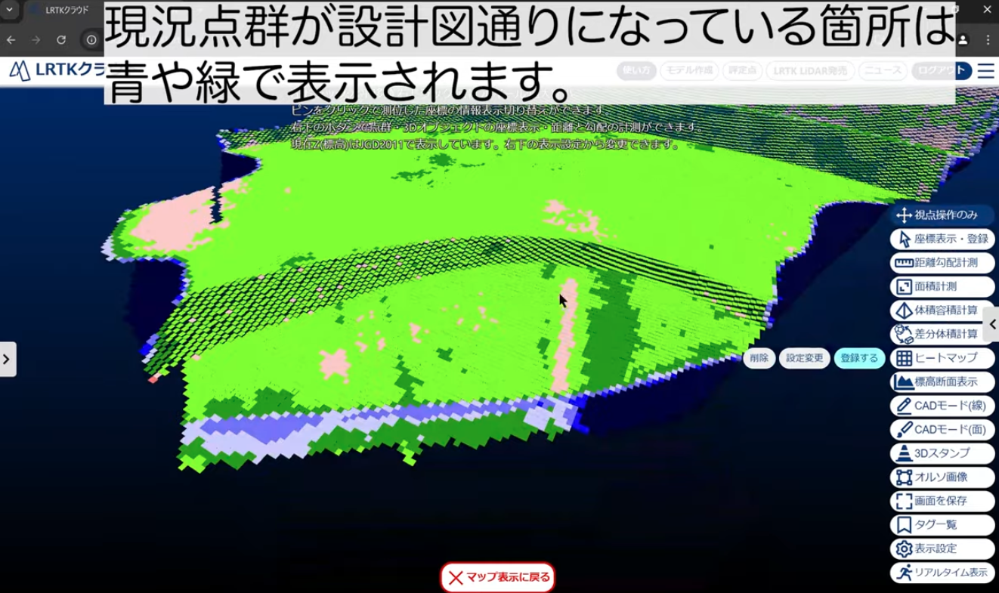 LRTKクラウド
現況点群が設計図通りになっている箇所は
青や緑で表示されます。
LRTKクラ
使い方
モデル作成
評定点
LRTK LiDAR発売
ニュース
ログアウト
ピンをクリックで測位した座標の情報表示切り替えができます。
右下のボタンで点群・3Dオブジェクトの座標表示・距離と勾配の計測ができます。
現在Z(標高)はJGD2011で表示しています。右下の表示設定から変更できます。
視点操作のみ
座標表示・登録
距離勾配計測
面積計測
体積容積計算
差分体積計算
削除
設定変更
登録する
ヒートマップ
標高断面表示
CADモード(線)
CADモード(面)
3Dスタンプ
オルソ画像
画面を保存
タグ一覧
表示設定
リアルタイム表示
マップ表示に戻る